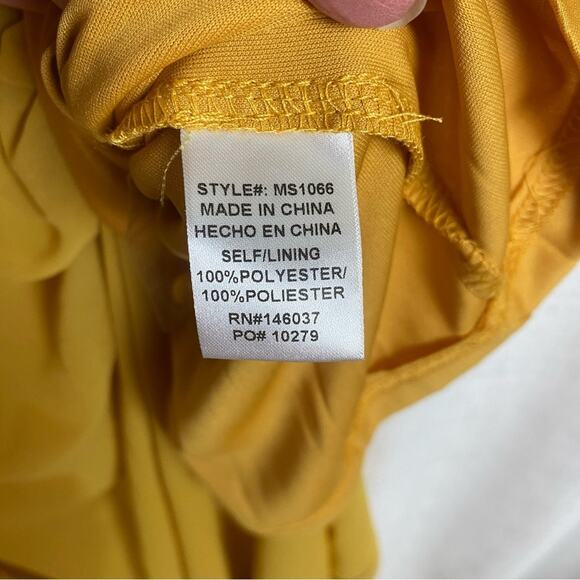 STYLE#: MS1066
MADE IN CHINA
HECHO EN CHINA
SELF/LINING
100%POLYESTER/
100%POLIESTER
RN#146037
PO# 10279